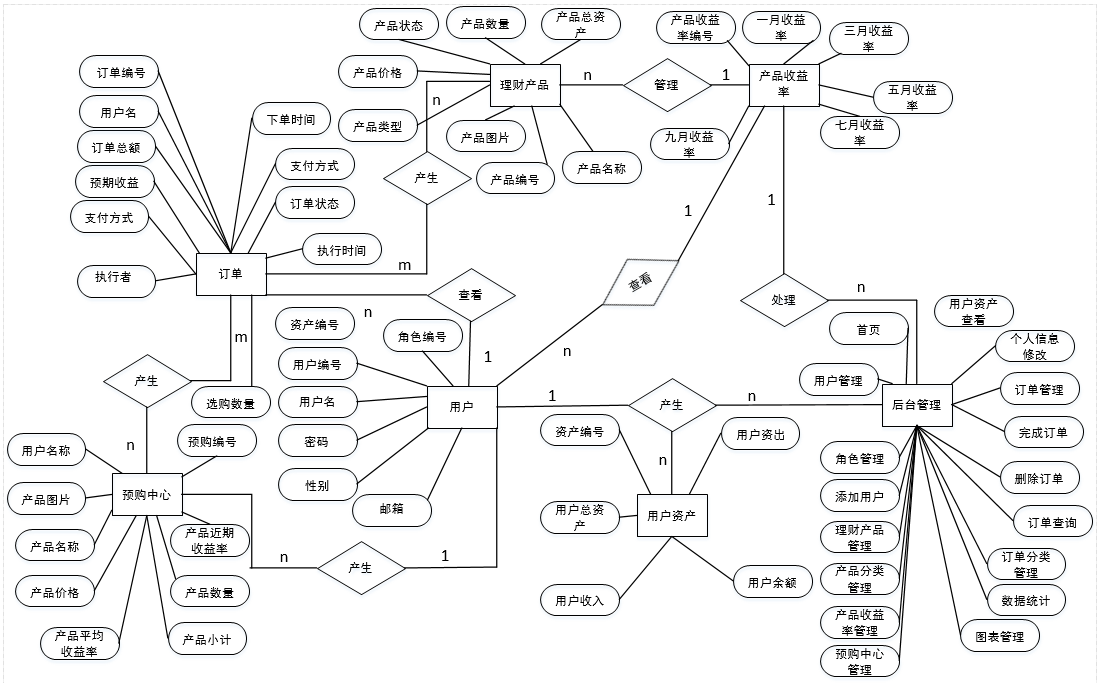 产品状态
产品数量
产品总资
产
产品收益
率编号
一月收益
率
三月收益
率
订单编号
产品价格
理财产品
n
管理
1
产品收益
率
五月收益
率
用户名
下单时间
n
产品类型
产品图片
九月收益
率
七月收益
率
订单总额
支付方式
产生
产品编号
产品名称
预期收益
订单状态
支付方式
1
1
执行者
订单
执行时间
m
查看
查看
处理
n
用户资产
查看
资产编号
n
角色编号
首页
个人信息
修改
m
用户编号
1
n
产生
用户管理
订单管理
选购数量
用户名
用户
1
产生
n
后台管理
n
用户名称
预购编号
密码
资产编号
用户资出
完成订单
n
角色管理
性别
删除订单
产品图片
预购中心
邮箱
用户总资
产
用户资产
添加用户
订单查询
产品名称
产品近期
收益率
理财产品
管理
n
产生
1
订单分类
管理
产品价格
产品数量
用户收入
用户余额
产品分类
管理
数据统计
产品平均
收益率
产品小计
产品收益
率管理
图表管理
预购中心
管理